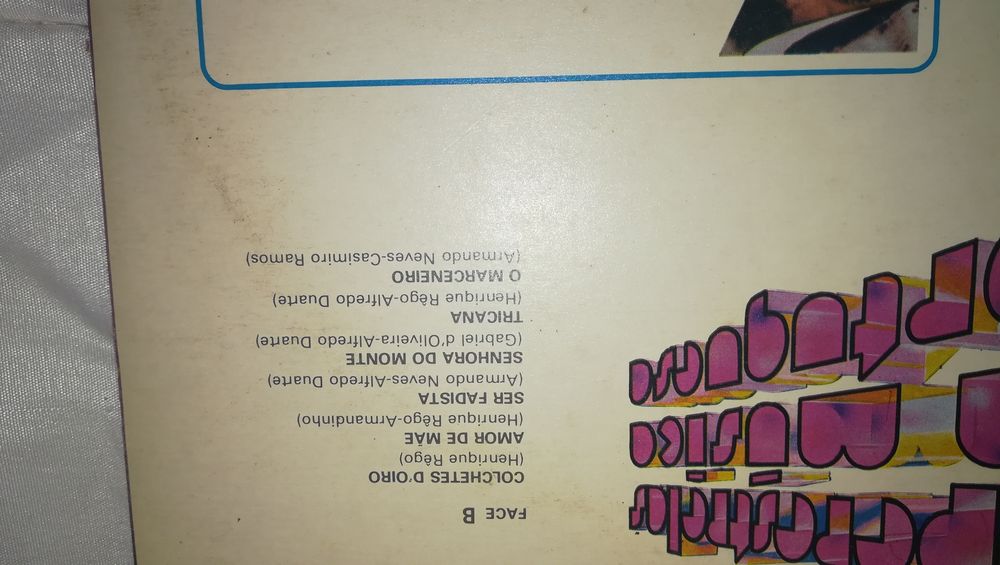 FACE B
COLCHETES D'OIRO
(Henrique Rêgo)
AMOR DE MÃE
(Henrique Rêgo-Armandinho)
SER FADISTA
(Armando Neves-Alfredo Duarte)
SENHORA DO MONTE
(Gabriel d'Oliveira-Alfredo Duarte)
TRICANA
(Henrique Rêgo-Alfredo Duarte)
O MARCENEIRO
(Armando Neves-Casimiro Ramos)